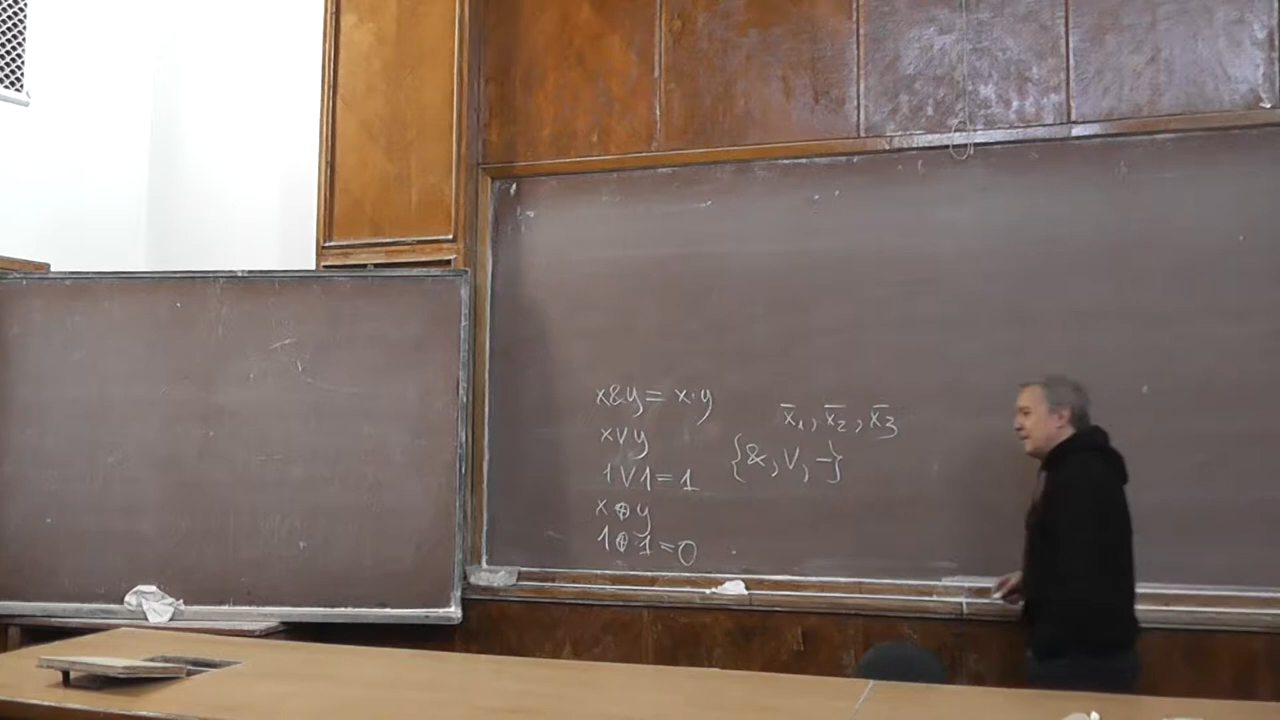 x&y = x·y
x∨y
1∨1=1
x⊕y
1⊕1=0
x̄₁, x̄₂, x̄₃
{&, ∨, ¬}